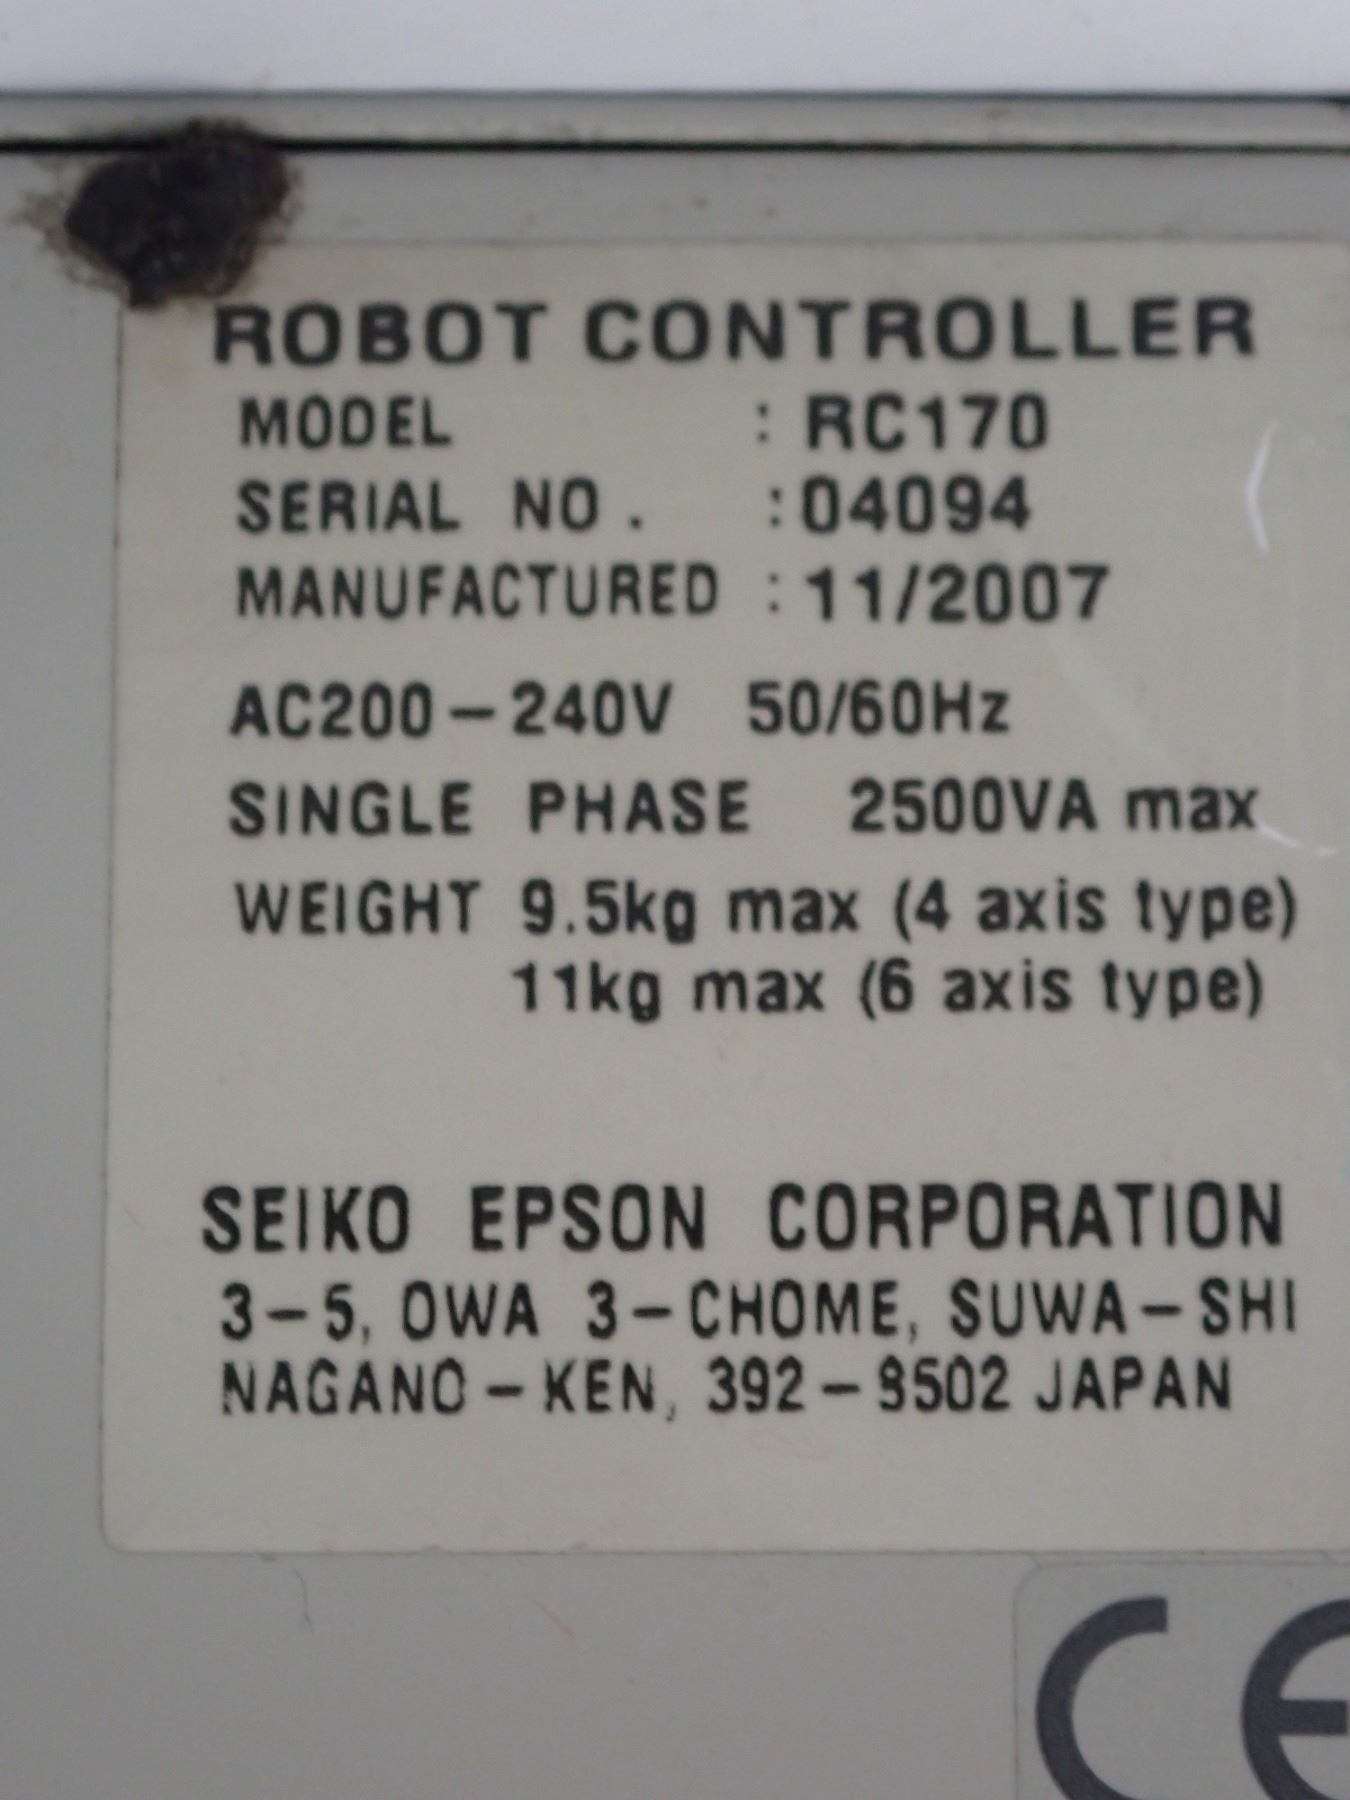 ROBOT CONTROLLER
MODEL : RC170
SERIAL NO. : 04094
MANUFACTURED : 11/2007
AC200-240V 50/60Hz
SINGLE PHASE 2500VA max
WEIGHT 9.5kg max (4 axis type)
11kg max (6 axis type)
SEIKO EPSON CORPORATION
3-5, OWA 3-CHOME, SUWA-SHI
NAGANO-KEN, 392-8502 JAPAN
CE